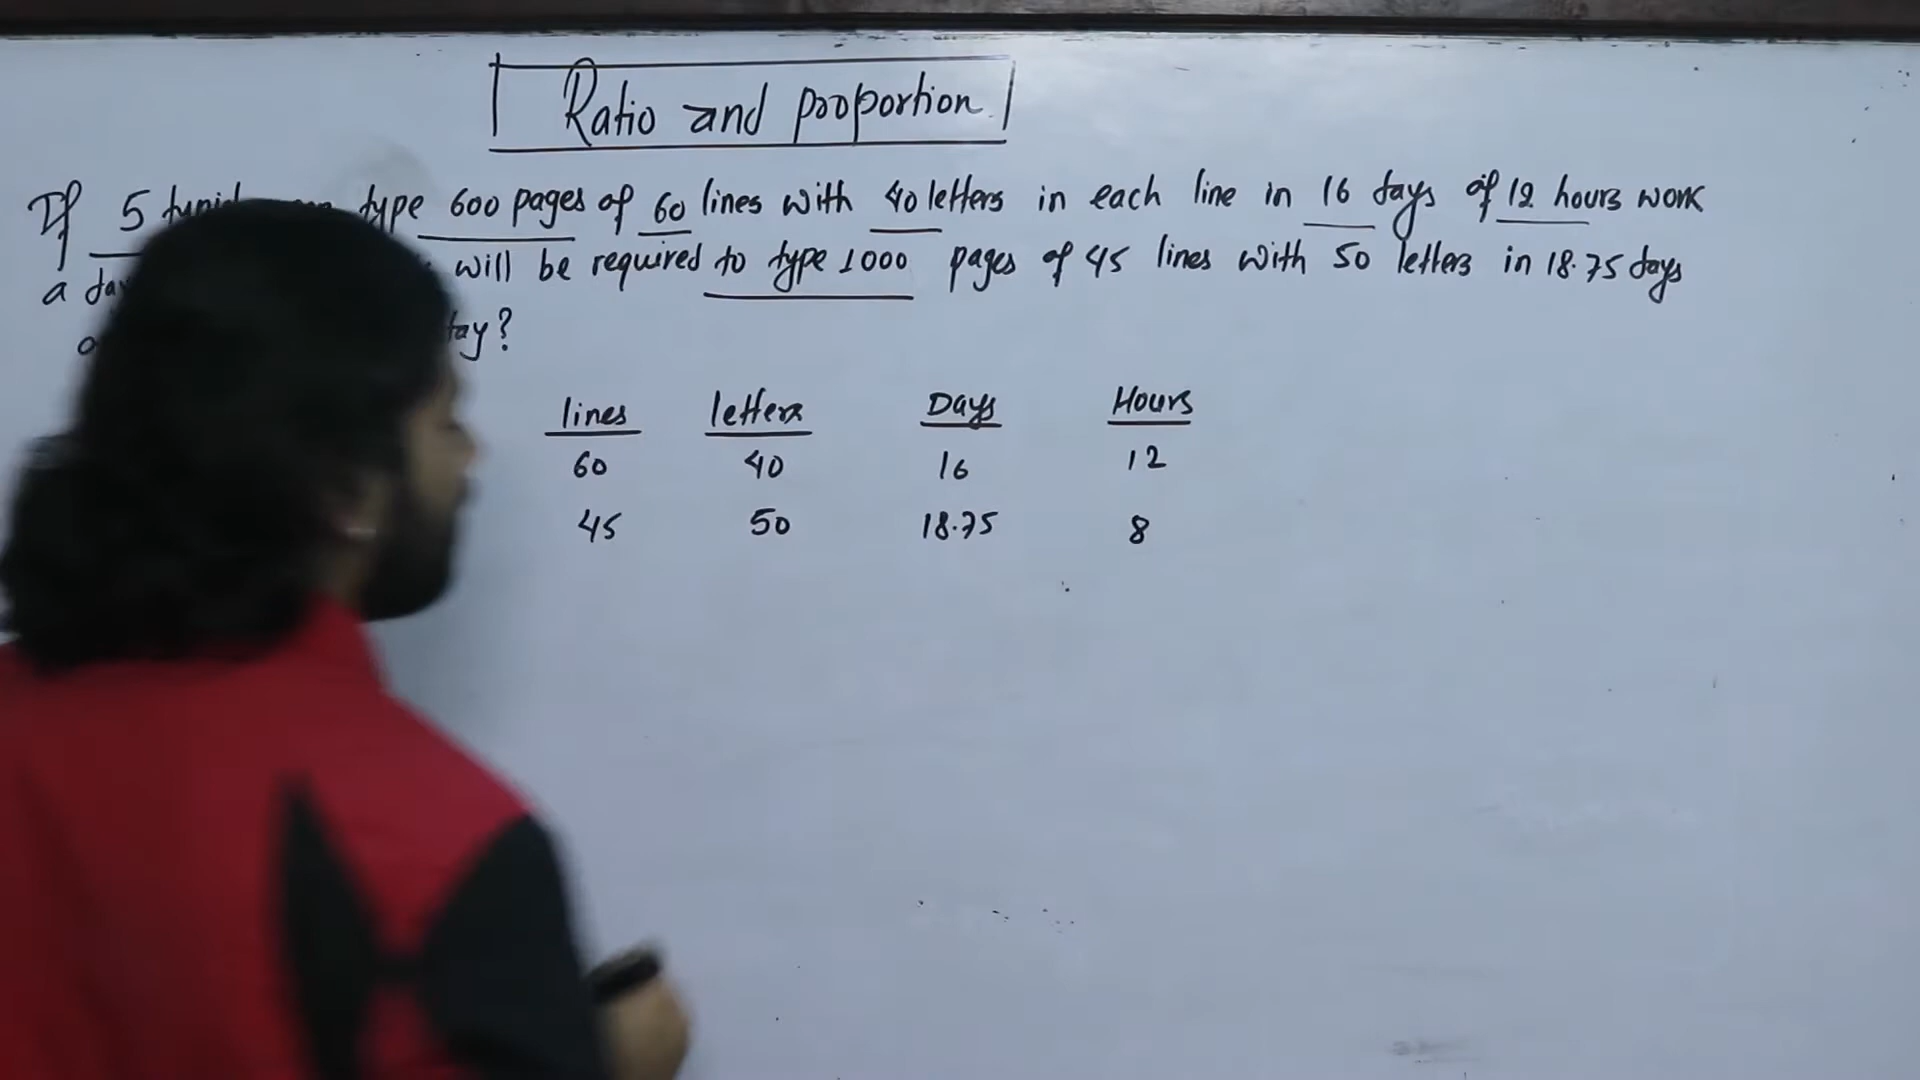 Ratio and proportion.
If 5 type 600 pages of 60 lines with 40 letters in each line in 16 days of 12 hours work
a day will be required to type 1000 pages of 45 lines with 50 letters in 18.75 days
day?
lines letters Days Hours
60 40 16 12
45 50 18.75 8